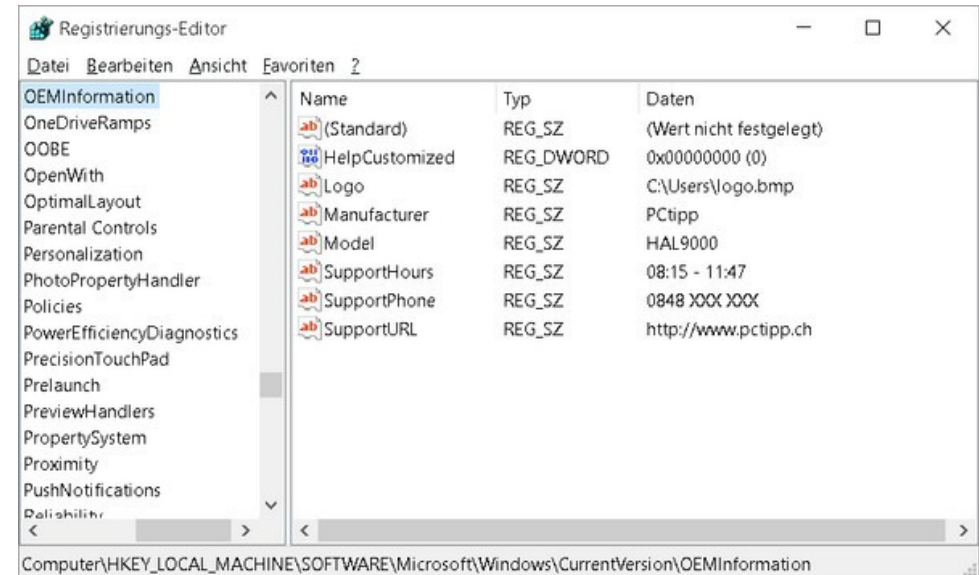 Registrierungs-Editor
Datei Bearbeiten Ansicht Favoriten ?
OEMInformation
OneDriveRamps
OOBE
OpenWith
OptimalLayout
Parental Controls
Personalization
PhotoPropertyHandler
Policies
PowerEfficiencyDiagnostics
PrecisionTouchPad
Prelaunch
PreviewHandlers
PropertySystem
Proximity
PushNotifications
Reliability
Name Typ Daten
(Standard) REG_SZ (Wert nicht festgelegt)
HelpCustomized REG_DWORD 0x00000000 (0)
Logo REG_SZ C:\Users\logo.bmp
Manufacturer REG_SZ PCtipp
Model REG_SZ HAL9000
SupportHours REG_SZ 08:15 - 11:47
SupportPhone REG_SZ 0848 XXX XXX
SupportURL REG_SZ http://www.pctipp.ch
Computer\HKEY_LOCAL_MACHINE\SOFTWARE\Microsoft\Windows\CurrentVersion\OEMInformation